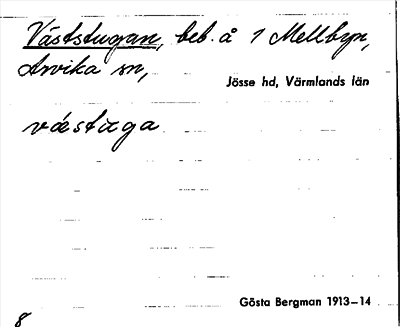 Väststugan, beb. å 1 Mellbyn,
Arvika sn,
Jösse hd, Värmlands län
västuga
Gösta Bergman 1913–14
8